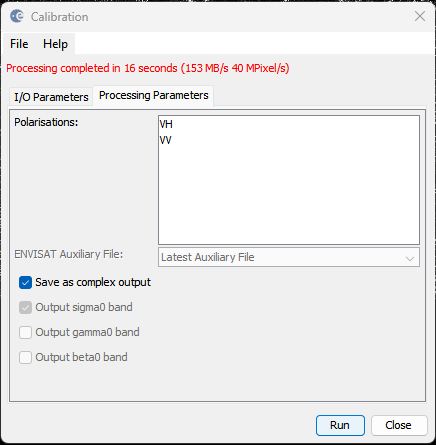 Calibration
File Help
Processing completed in 16 seconds (153 MB/s 40 MPixel/s)
I/O Parameters Processing Parameters
Polarisations:
VH
VV
ENVISAT Auxiliary File:
Latest Auxiliary File
Save as complex output
Output sigma0 band
Output gamma0 band
Output beta0 band
Run Close